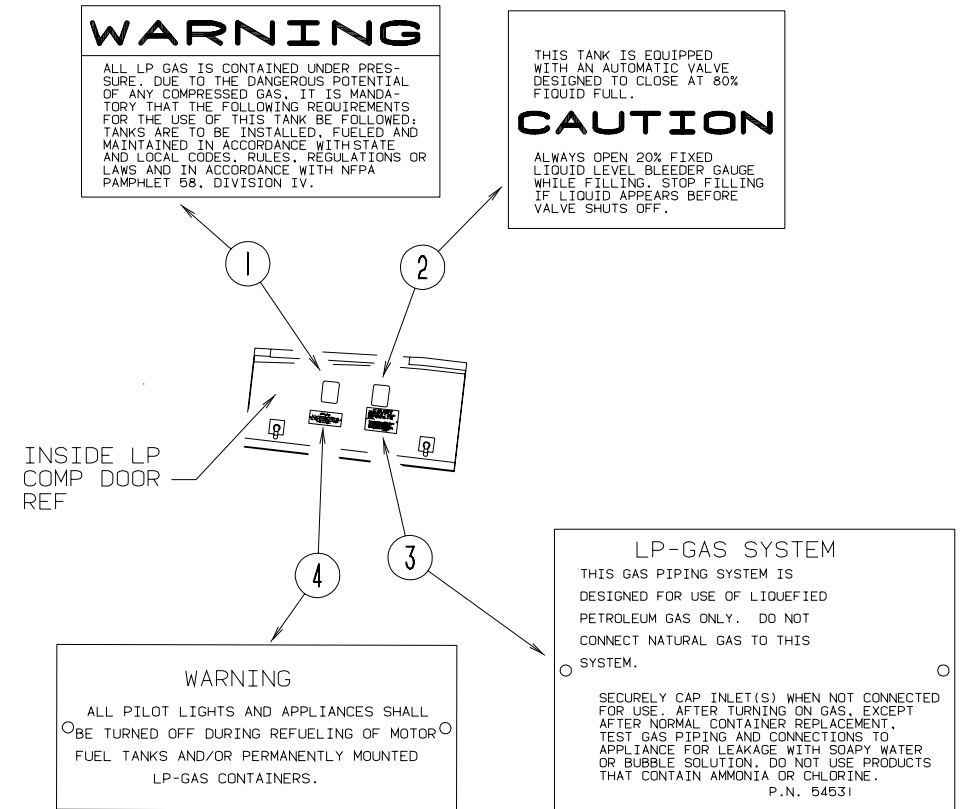 WARNING
ALL LP GAS IS CONTAINED UNDER PRES-
SURE. DUE TO THE DANGEROUS POTENTIAL
OF ANY COMPRESSED GAS, IT IS MANDA-
TORY THAT THE FOLLOWING REQUIREMENTS
FOR THE USE OF THIS TANK BE FOLLOWED:
TANKS ARE TO BE INSTALLED, FUELED AND
MAINTAINED IN ACCORDANCE WITH STATE
AND LOCAL CODES, RULES, REGULATIONS OR
LAWS AND IN ACCORDANCE WITH NFPA
PAMPHLET 58, DIVISION IV.
THIS TANK IS EQUIPPED
WITH AN AUTOMATIC VALVE
DESIGNED TO CLOSE AT 80%
FIQUID FULL.
CAUTION
ALWAYS OPEN 20% FIXED
LIQUID LEVEL BLEEDER GAUGE
WHILE FILLING. STOP FILLING
IF LIQUID APPEARS BEFORE
VALVE SHUTS OFF.
1
2
INSIDE LP
COMP DOOR
REF
4
3
WARNING
ALL PILOT LIGHTS AND APPLIANCES SHALL
BE TURNED OFF DURING REFUELING OF MOTOR
FUEL TANKS AND/OR PERMANENTLY MOUNTED
LP-GAS CONTAINERS.
LP-GAS SYSTEM
THIS GAS PIPING SYSTEM IS
DESIGNED FOR USE OF LIQUEFIED
PETROLEUM GAS ONLY. DO NOT
CONNECT NATURAL GAS TO THIS
SYSTEM.
SECURELY CAP INLET(S) WHEN NOT CONNECTED
FOR USE. AFTER TURNING ON GAS, EXCEPT
AFTER NORMAL CONTAINER REPLACEMENT,
TEST GAS PIPING AND CONNECTIONS TO
APPLIANCE FOR LEAKAGE WITH SOAPY WATER
OR BUBBLE SOLUTION. DO NOT USE PRODUCTS
THAT CONTAIN AMMONIA OR CHLORINE.
P.N. 54531